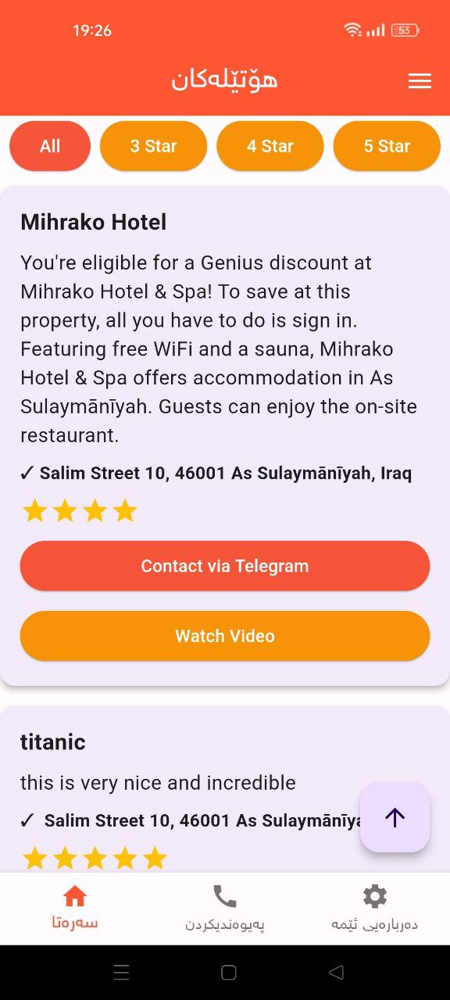 19:26
53
هۆتێلەکان
All
3 Star
4 Star
5 Star
Mihrako Hotel
You're eligible for a Genius discount at
Mihrako Hotel & Spa! To save at this
property, all you have to do is sign in.
Featuring free WiFi and a sauna, Mihrako
Hotel & Spa offers accommodation in As
Sulaymānīyah. Guests can enjoy the on-site
restaurant.
✓ Salim Street 10, 46001 As Sulaymānīyah, Iraq
Contact via Telegram
Watch Video
titanic
this is very nice and incredible
✓ Salim Street 10, 46001 As Sulaymānīya
سەرەتا
پەیوەندیکردن
دەربارەیی ئێمە